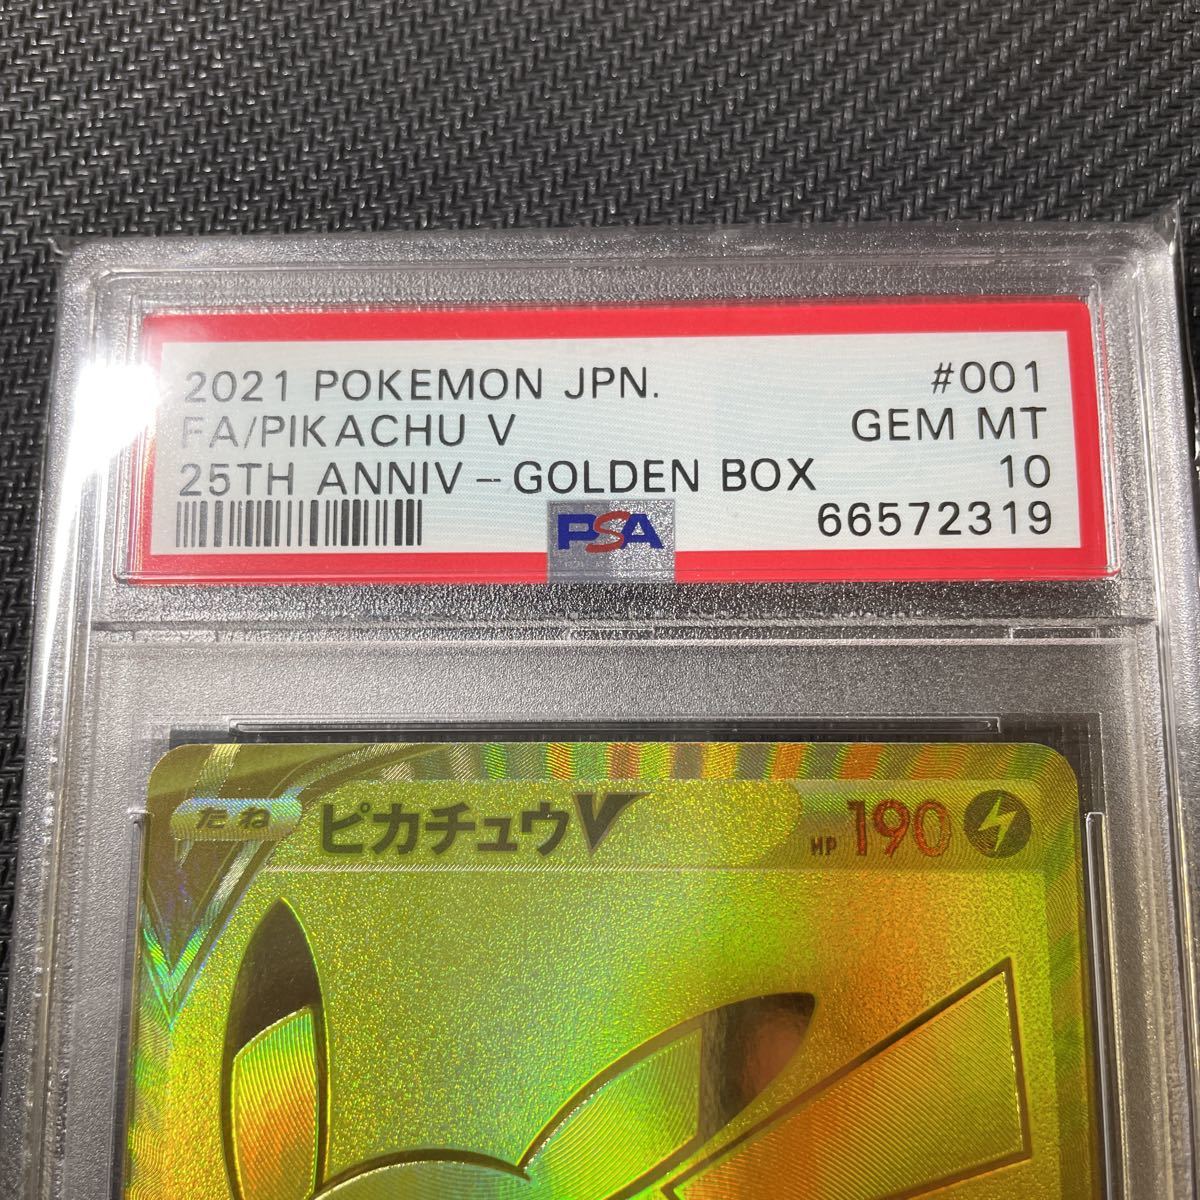 2021 POKEMON JPN. #001
FA/PIKACHU V GEM MT
25TH ANNIV - GOLDEN BOX 10
PSA 66572319
たね ピカチュウV HP 190